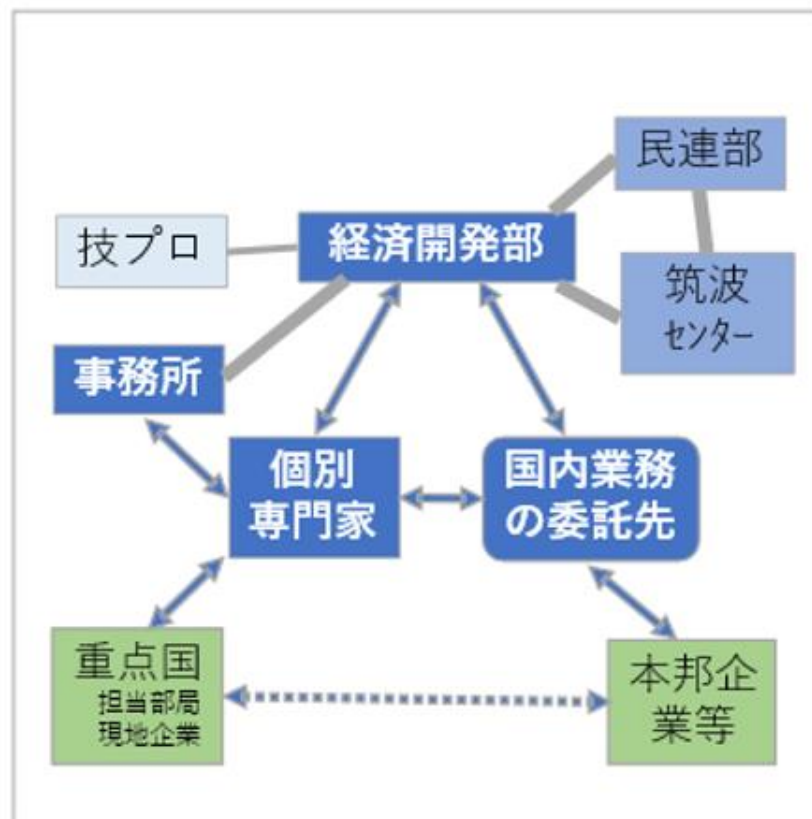 民連部
経済開発部
技プロ
筑波
センター
事務所
個別
専門家
国内業務
の委託先
重点国
担当部局
現地企業
本邦企
業等